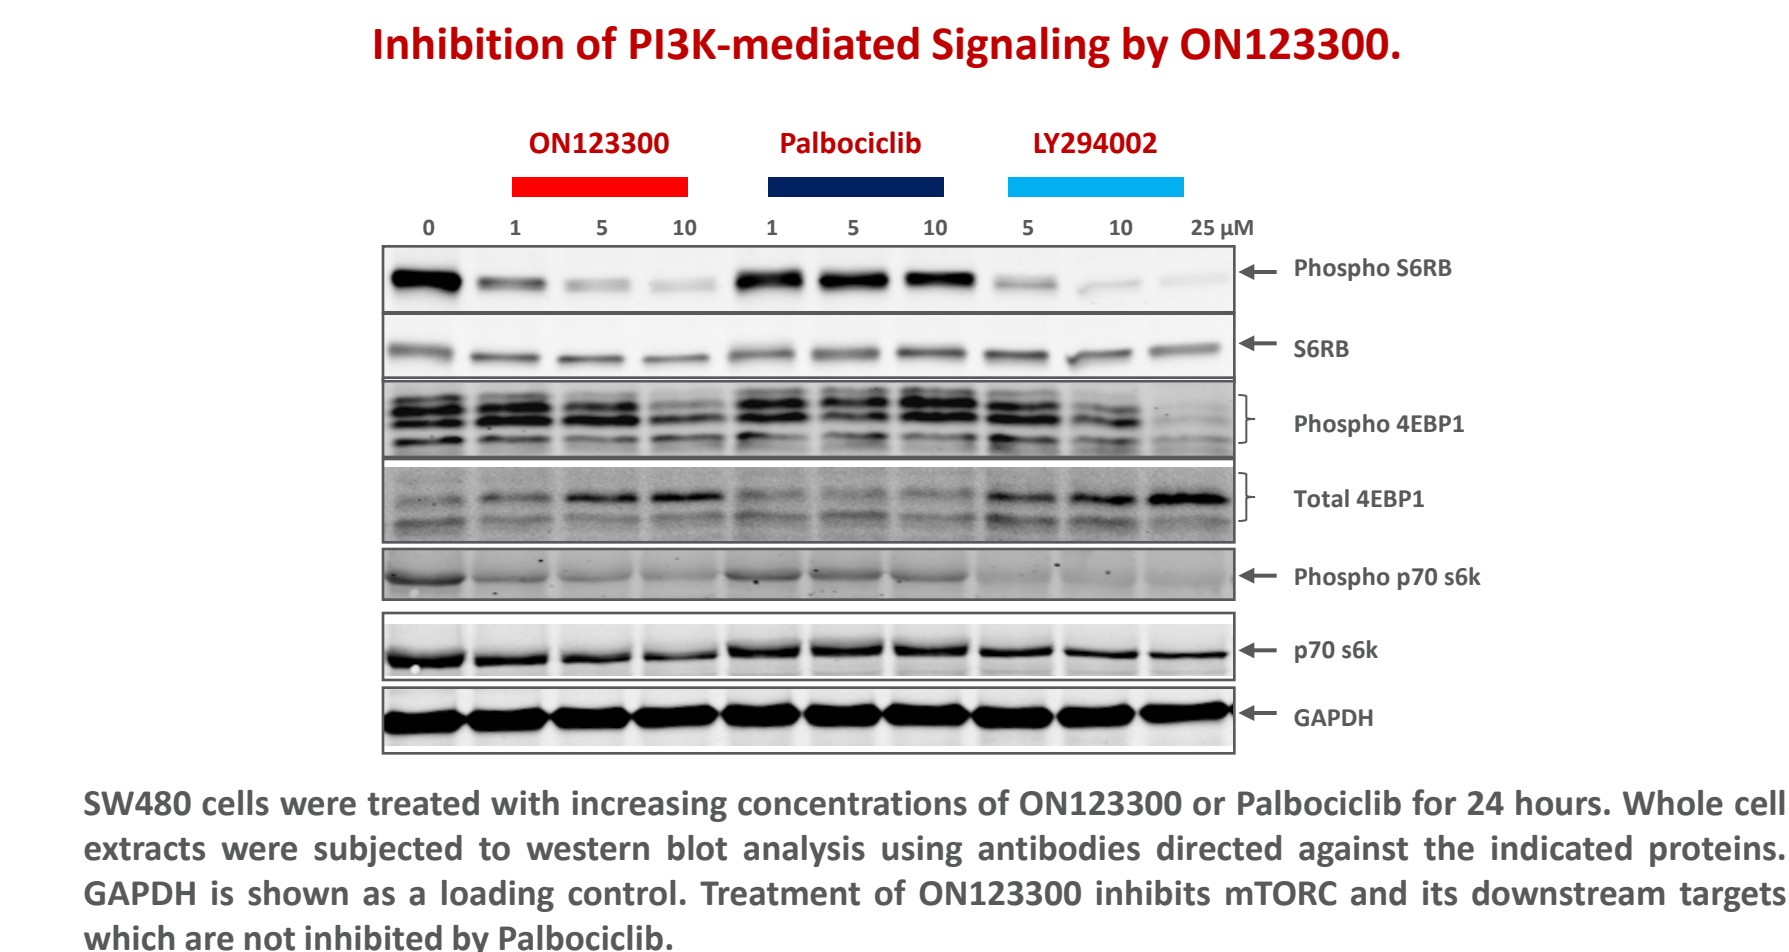 Inhibition of PI3K-mediated Signaling by ON123300.
ON123300 Palbociclib LY294002
0 1 5 10 1 5 10 5 10 25 µM
Phospho S6RB
S6RB
Phospho 4EBP1
Total 4EBP1
Phospho p70 s6k
p70 s6k
GAPDH
SW480 cells were treated with increasing concentrations of ON123300 or Palbociclib for 24 hours. Whole cell
extracts were subjected to western blot analysis using antibodies directed against the indicated proteins.
GAPDH is shown as a loading control. Treatment of ON123300 inhibits mTORC and its downstream targets
which are not inhibited by Palbociclib.